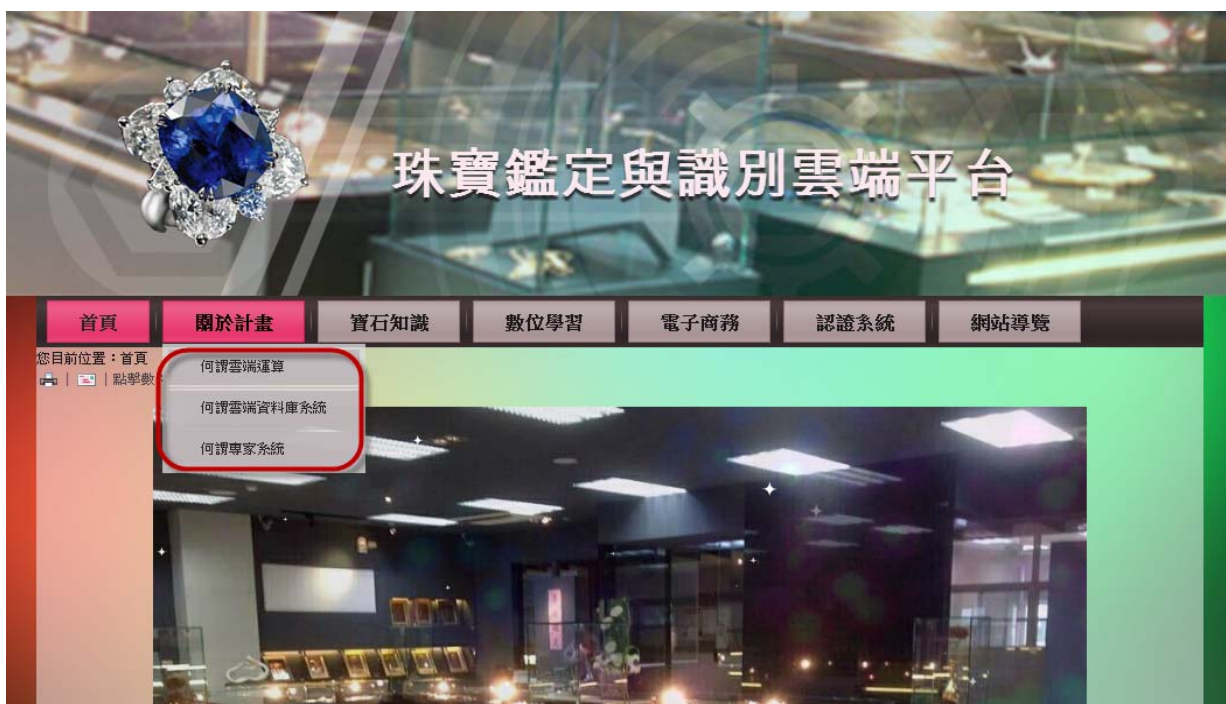 珠寶鑑定與識別雲端平台
首頁
關於計畫
寶石知識
數位學習
電子商務
認證系統
網站導覽
您目前位置：首頁
| | 點擊數
何謂雲端運算
何謂雲端資料庫系統
何謂專家系統